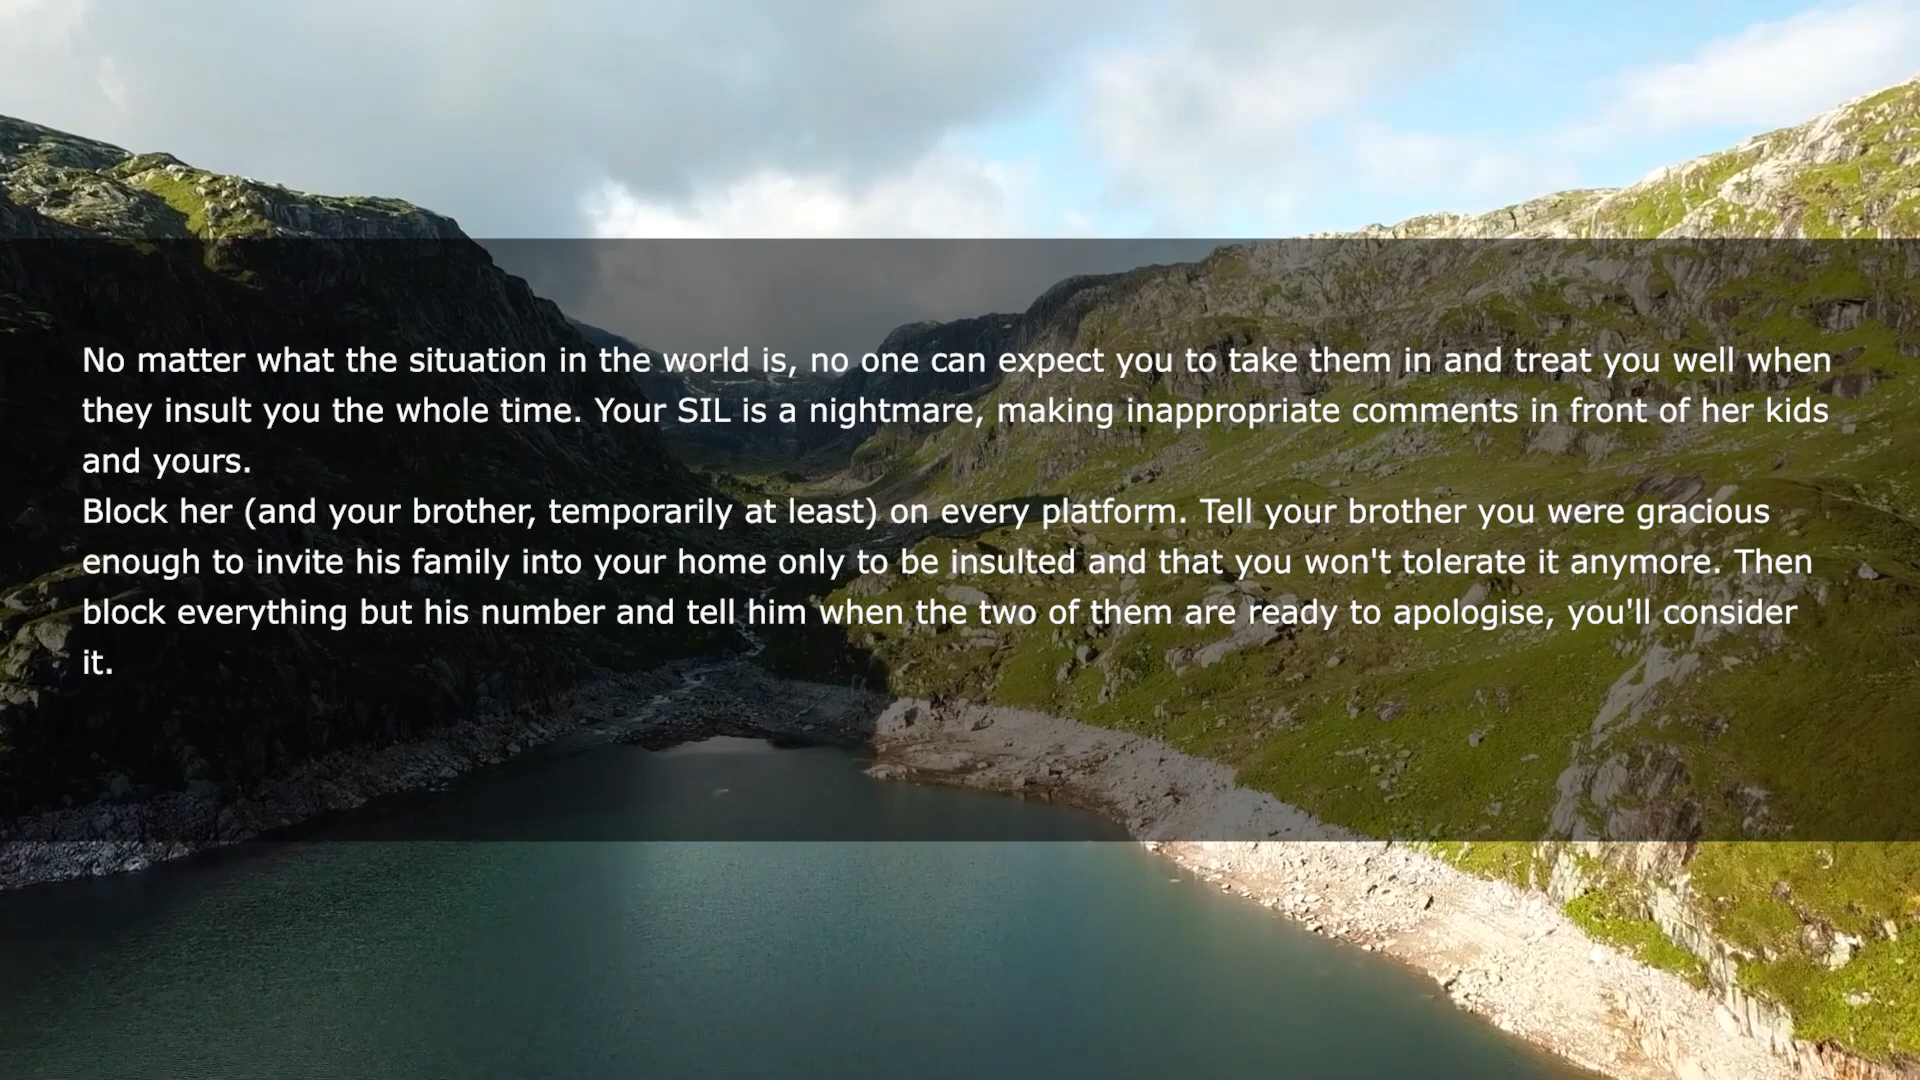 No matter what the situation in the world is, no one can expect you to take them in and treat you well when
they insult you the whole time. Your SIL is a nightmare, making inappropriate comments in front of her kids
and yours.
Block her (and your brother, temporarily at least) on every platform. Tell your brother you were gracious
enough to invite his family into your home only to be insulted and that you won't tolerate it anymore. Then
block everything but his number and tell him when the two of them are ready to apologise, you'll consider
it.